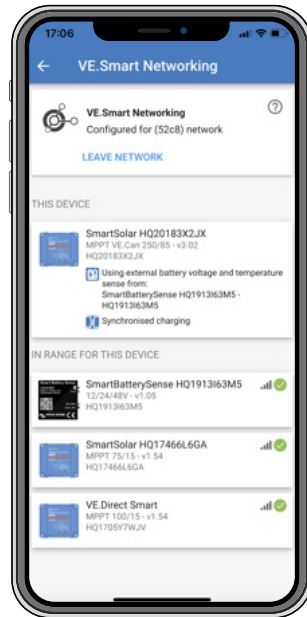 17:06
VE.Smart Networking
VE.Smart Networking
Configured for (52c8) network
LEAVE NETWORK
THIS DEVICE
SmartSolar HQ20183X2JX
MPPT VE.Can 250/85 - v3.02
HQ20183X2JX
Using external battery voltage and temperature
sense from:
SmartBatterySense HQ1913I63M5 -
HQ1913I63M5
Synchronised charging
IN RANGE FOR THIS DEVICE
SmartBatterySense HQ1913I63M5
12/24/48V - v1.05
HQ1913I63M5
SmartSolar HQ17466L6GA
MPPT 75/15 - v1.54
HQ17466L6GA
VE.Direct Smart
MPPT 100/15 - v1.54
HQ1705Y7WJV